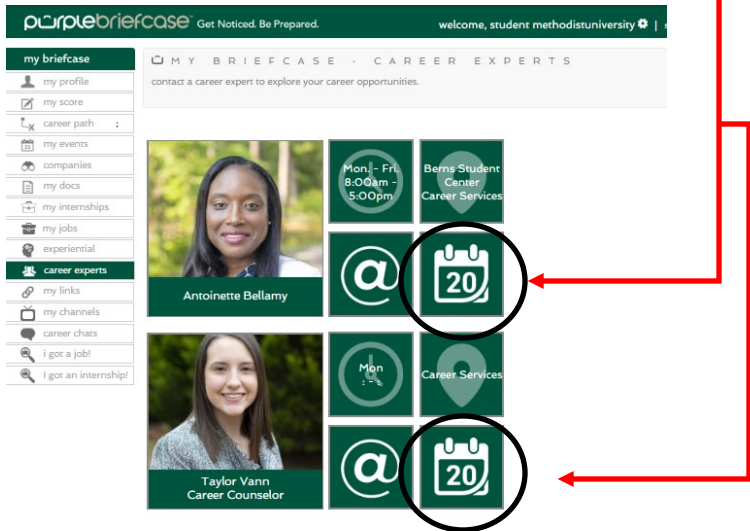 purplebriefcase Get Noticed. Be Prepared.
welcome, student methodistuniversity |
my briefcase
my profile
my score
career path ;
my events
companies
my docs
my internships
my jobs
experiential
career experts
my links
my channels
career chats
i got a job!
I got an internship!
MY BRIEFCASE · CAREER EXPERTS
contact a career expert to explore your career opportunities.
Antoinette Bellamy
Mon. - Fri.
8:00am -
5:00pm
Berns Student
Center
Career Services
@
20
Taylor Vann
Career Counselor
Mon
: - :
Career Services
@
20